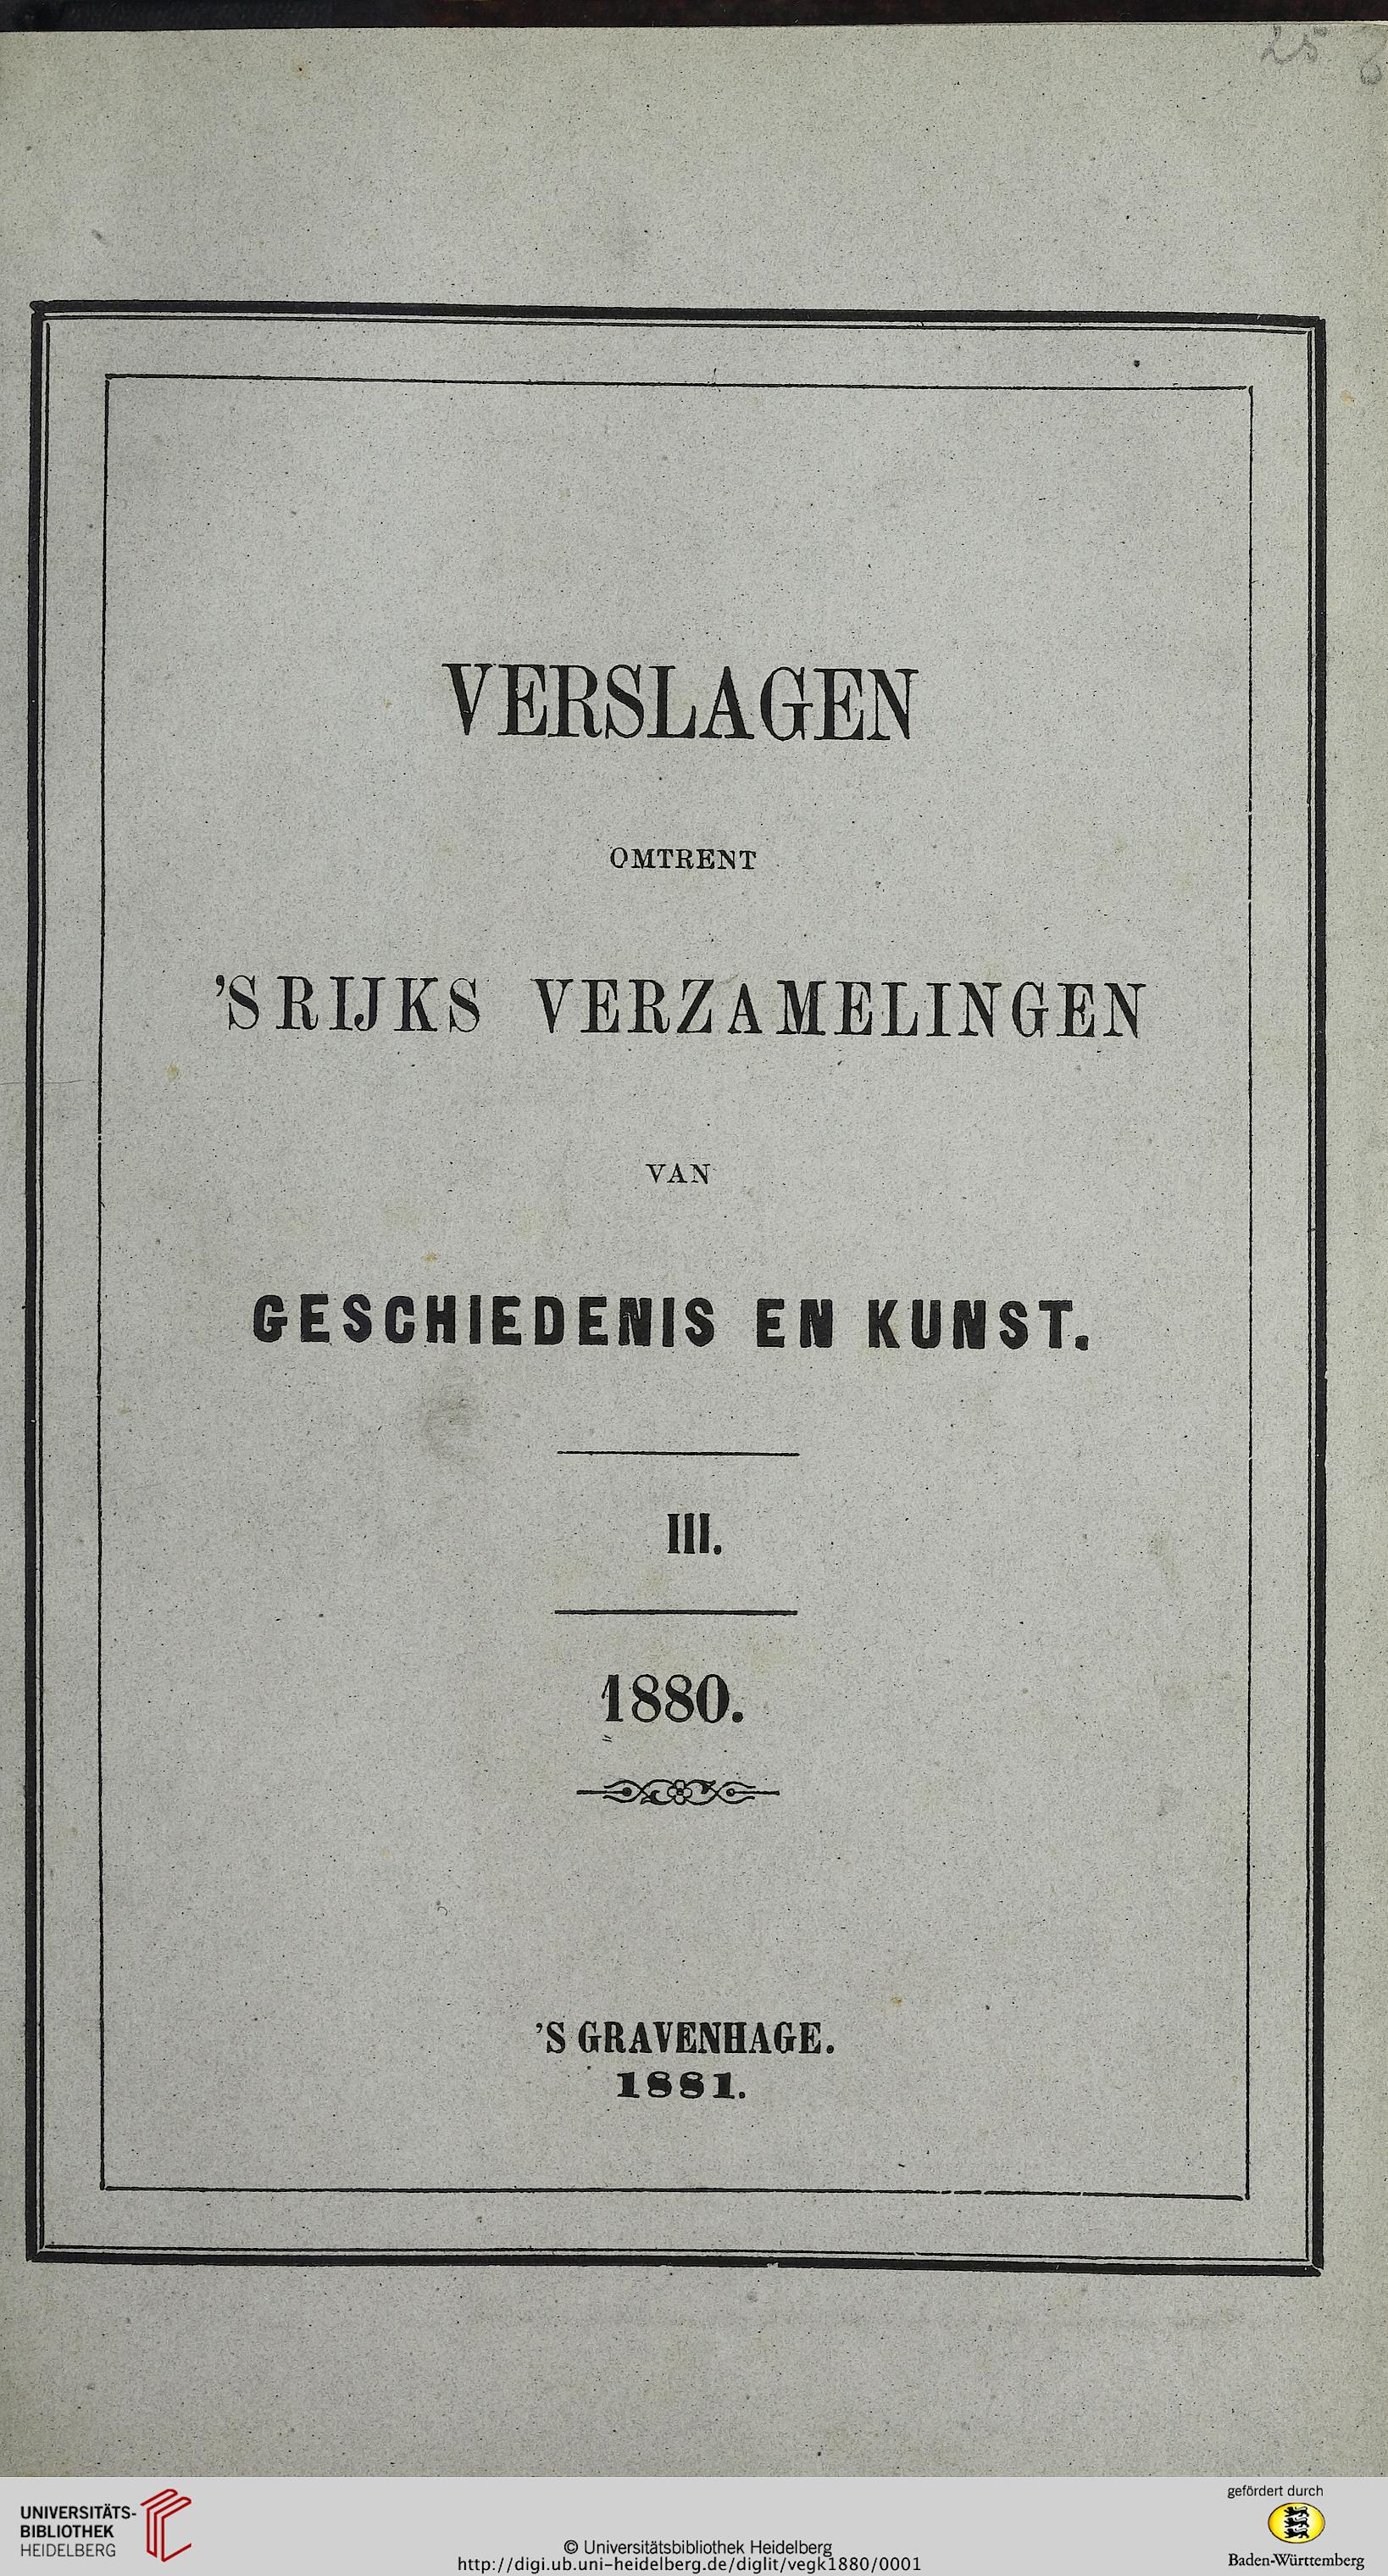 25
VERSLAGEN
OMTRENT
'SRIJKS VERZAMELINGEN
VAN
GESCHIEDENIS EN KUNST.
III.
1880.
'S GRAVENHAGE.
1881.
UNIVERSITÄTS-
BIBLIOTHEK
HEIDELBERG
© Universitätsbibliothek Heidelberg
http://digi.ub.uni-heidelberg.de/diglit/vegk1880/0001
gefördert durch
Baden-Württemberg